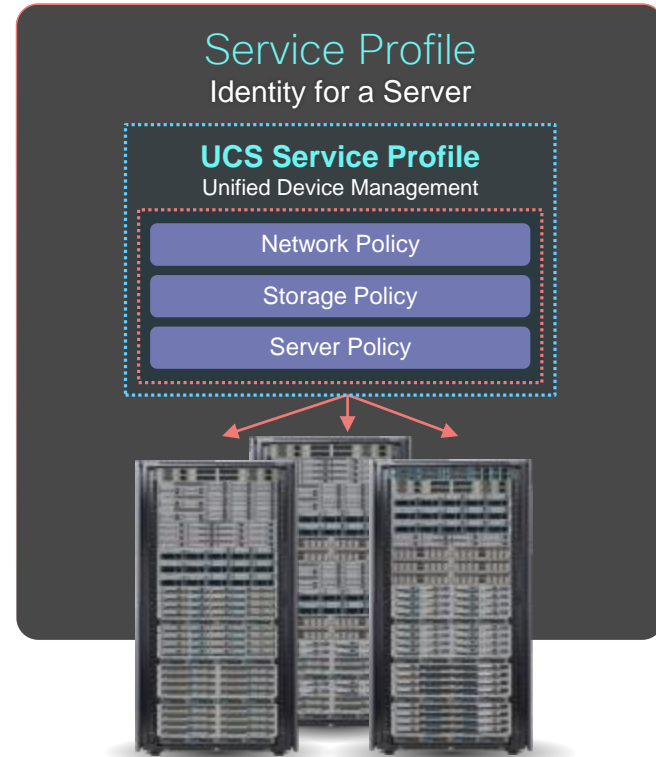 Service Profile
Identity for a Server
UCS Service Profile
Unified Device Management
Network Policy
Storage Policy
Server Policy